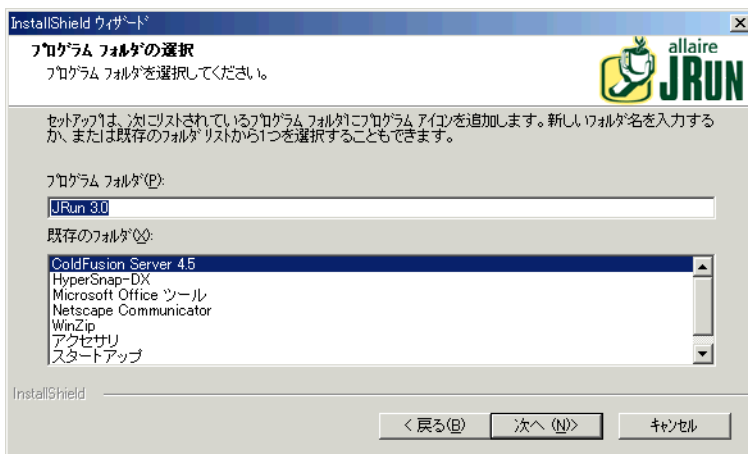 InstallShield ウィザード
プログラム フォルダの選択
プログラム フォルダを選択してください。
allaire
JRUN
セットアップは、次にリストされているプログラム フォルダにプログラム アイコンを追加します。新しいフォルダ名を入力する
か、または既存のフォルダ リストから1つを選択することもできます。
プログラム フォルダ(P):
JRun 3.0
既存のフォルダ(X):
ColdFusion Server 4.5
HyperSnap-DX
Microsoft Office ツール
Netscape Communicator
WinZip
アクセサリ
スタートアップ
InstallShield
< 戻る(B)
次へ (N)>
キャンセル